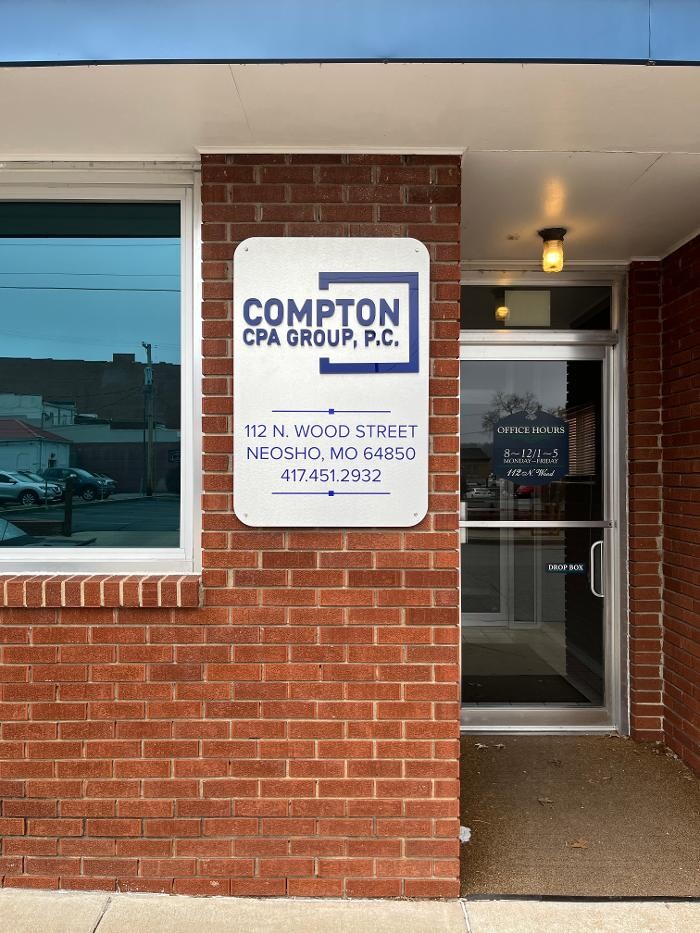 COMPTON
CPA GROUP, P.C.
112 N. WOOD STREET
NEOSHO, MO 64850
417.451.2932
OFFICE HOURS
8~12/1~5
MONDAY~FRIDAY
112 N. Wood
DROP BOX